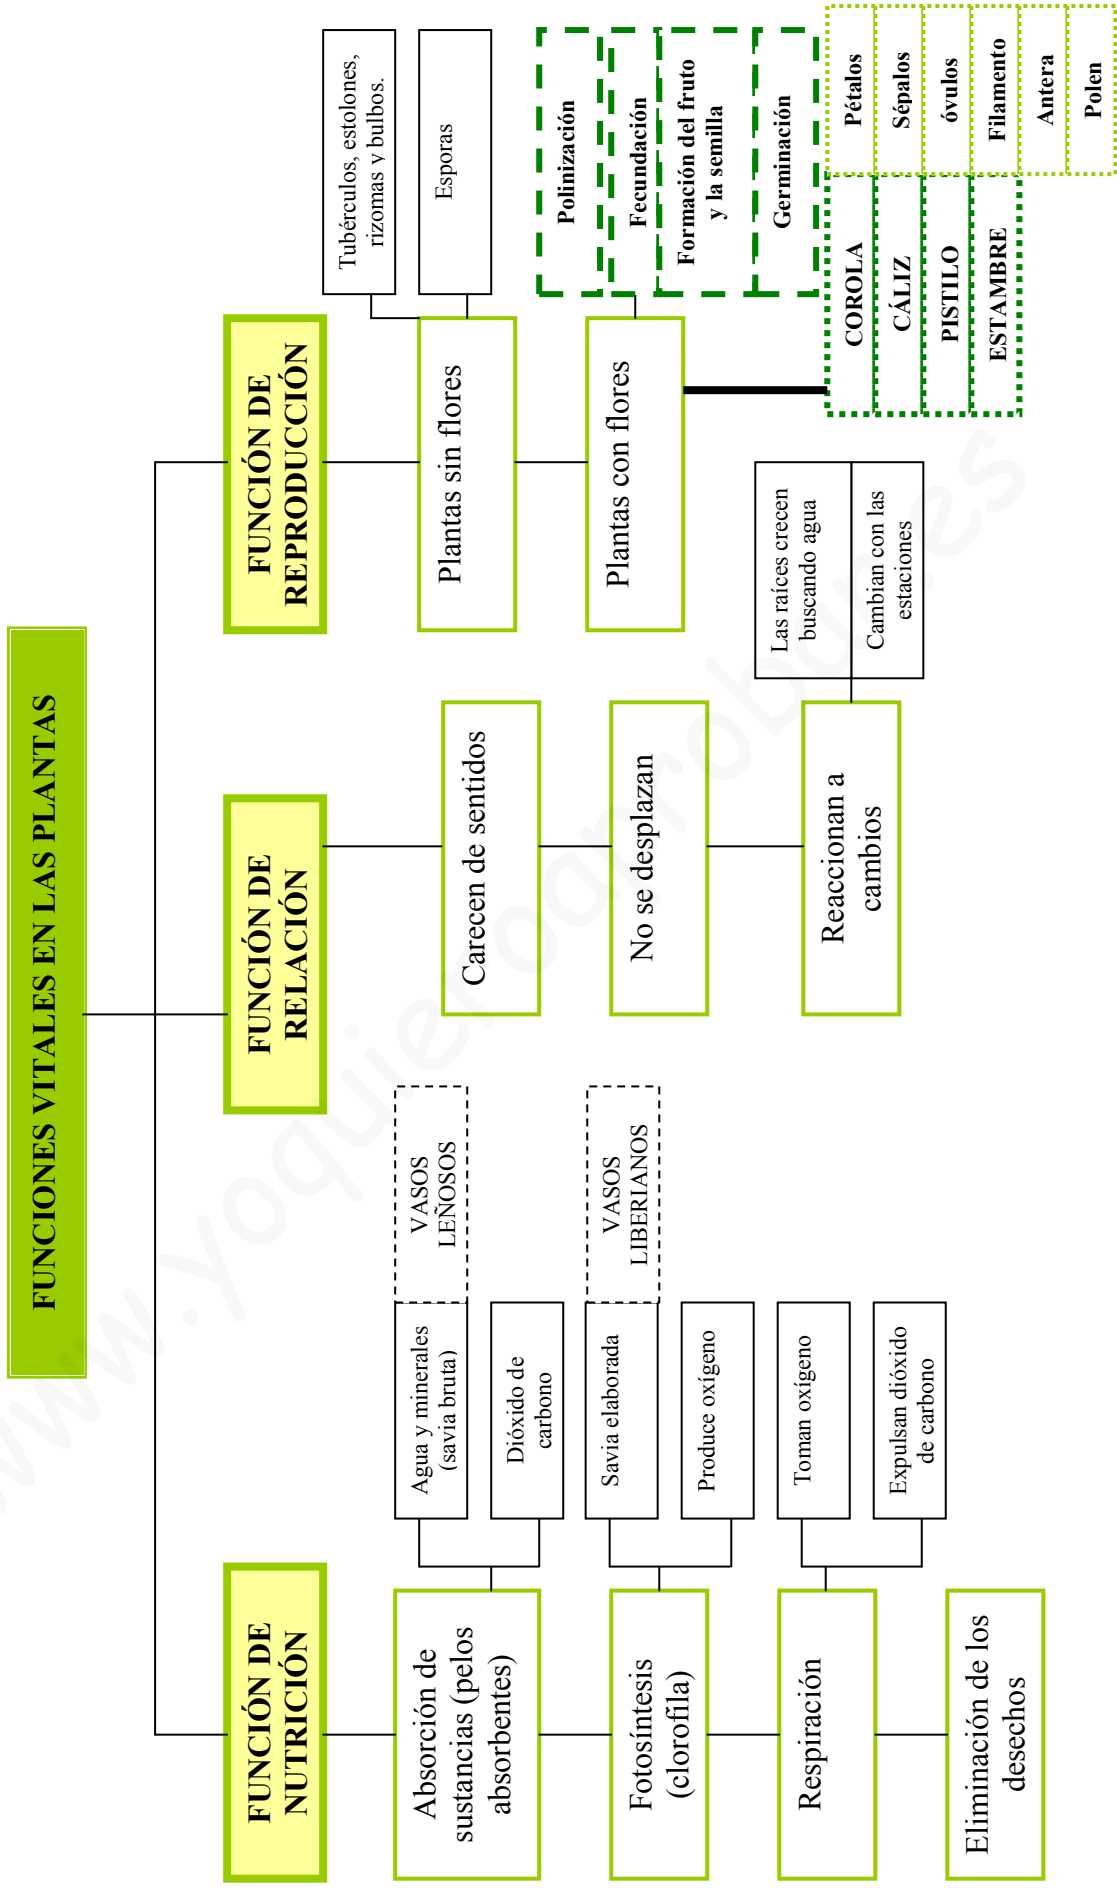 FUNCIONES VITALES EN LAS PLANTAS
FUNCIÓN DE
NUTRICIÓN
Absorción de
sustancias (pelos
absorbentes)
Agua y minerales
(savia bruta)
VASOS
LEÑOSOS
Dióxido de
carbono
Fotosíntesis
(clorofila)
Savia elaborada
VASOS
LIBERIANOS
Produce oxígeno
Respiración
Toman oxígeno
Expulsan dióxido
de carbono
Eliminación de los
desechos
FUNCIÓN DE
RELACIÓN
Carecen de sentidos
No se desplazan
Reaccionan a
cambios
Las raíces crecen
buscando agua
Cambian con las
estaciones
FUNCIÓN DE
REPRODUCCIÓN
Plantas sin flores
Tubérculos, estolones,
rizomas y bulbos.
Esporas
Plantas con flores
Polinización
Fecundación
Formación del fruto
y la semilla
Germinación
COROLA
Pétalos
CÁLIZ
Sépalos
PISTILO
óvulos
ESTAMBRE
Filamento
Antera
Polen
www.yoquieroaprobar.es